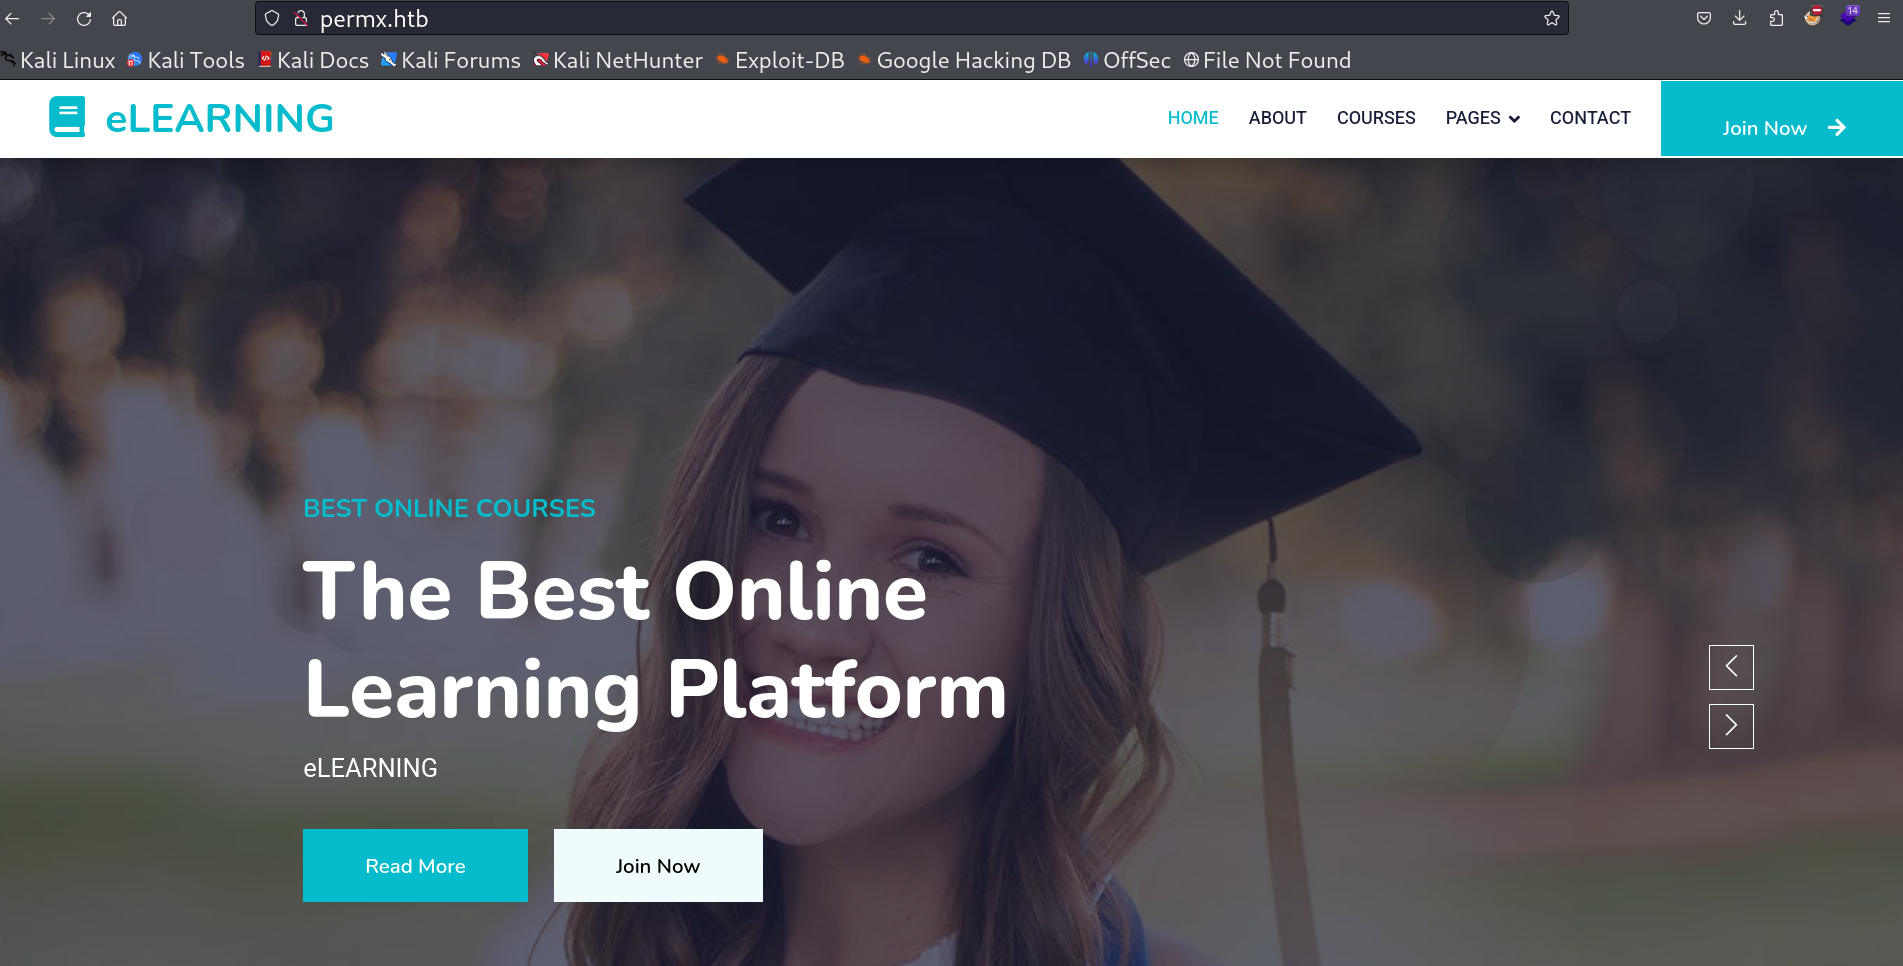 permx.htb
14
Kali Linux Kali Tools Kali Docs Kali Forums Kali NetHunter Exploit-DB Google Hacking DB OffSec File Not Found
eLEARNING HOME ABOUT COURSES PAGES CONTACT Join Now
BEST ONLINE COURSES
The Best Online
Learning Platform
eLEARNING
Read More Join Now